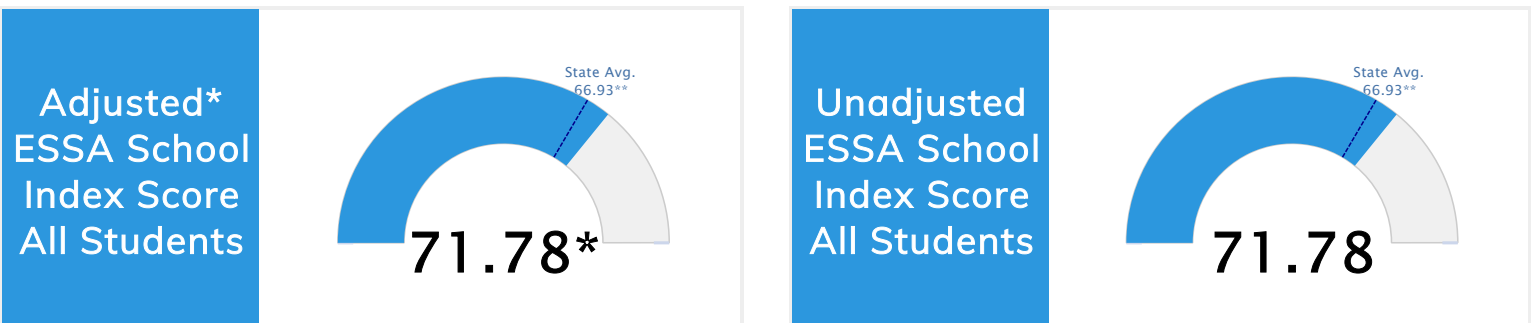 Adjusted*
ESSA School
Index Score
All Students
State Avg.
66.93**
71.78*
Unadjusted
ESSA School
Index Score
All Students
State Avg.
66.93**
71.78